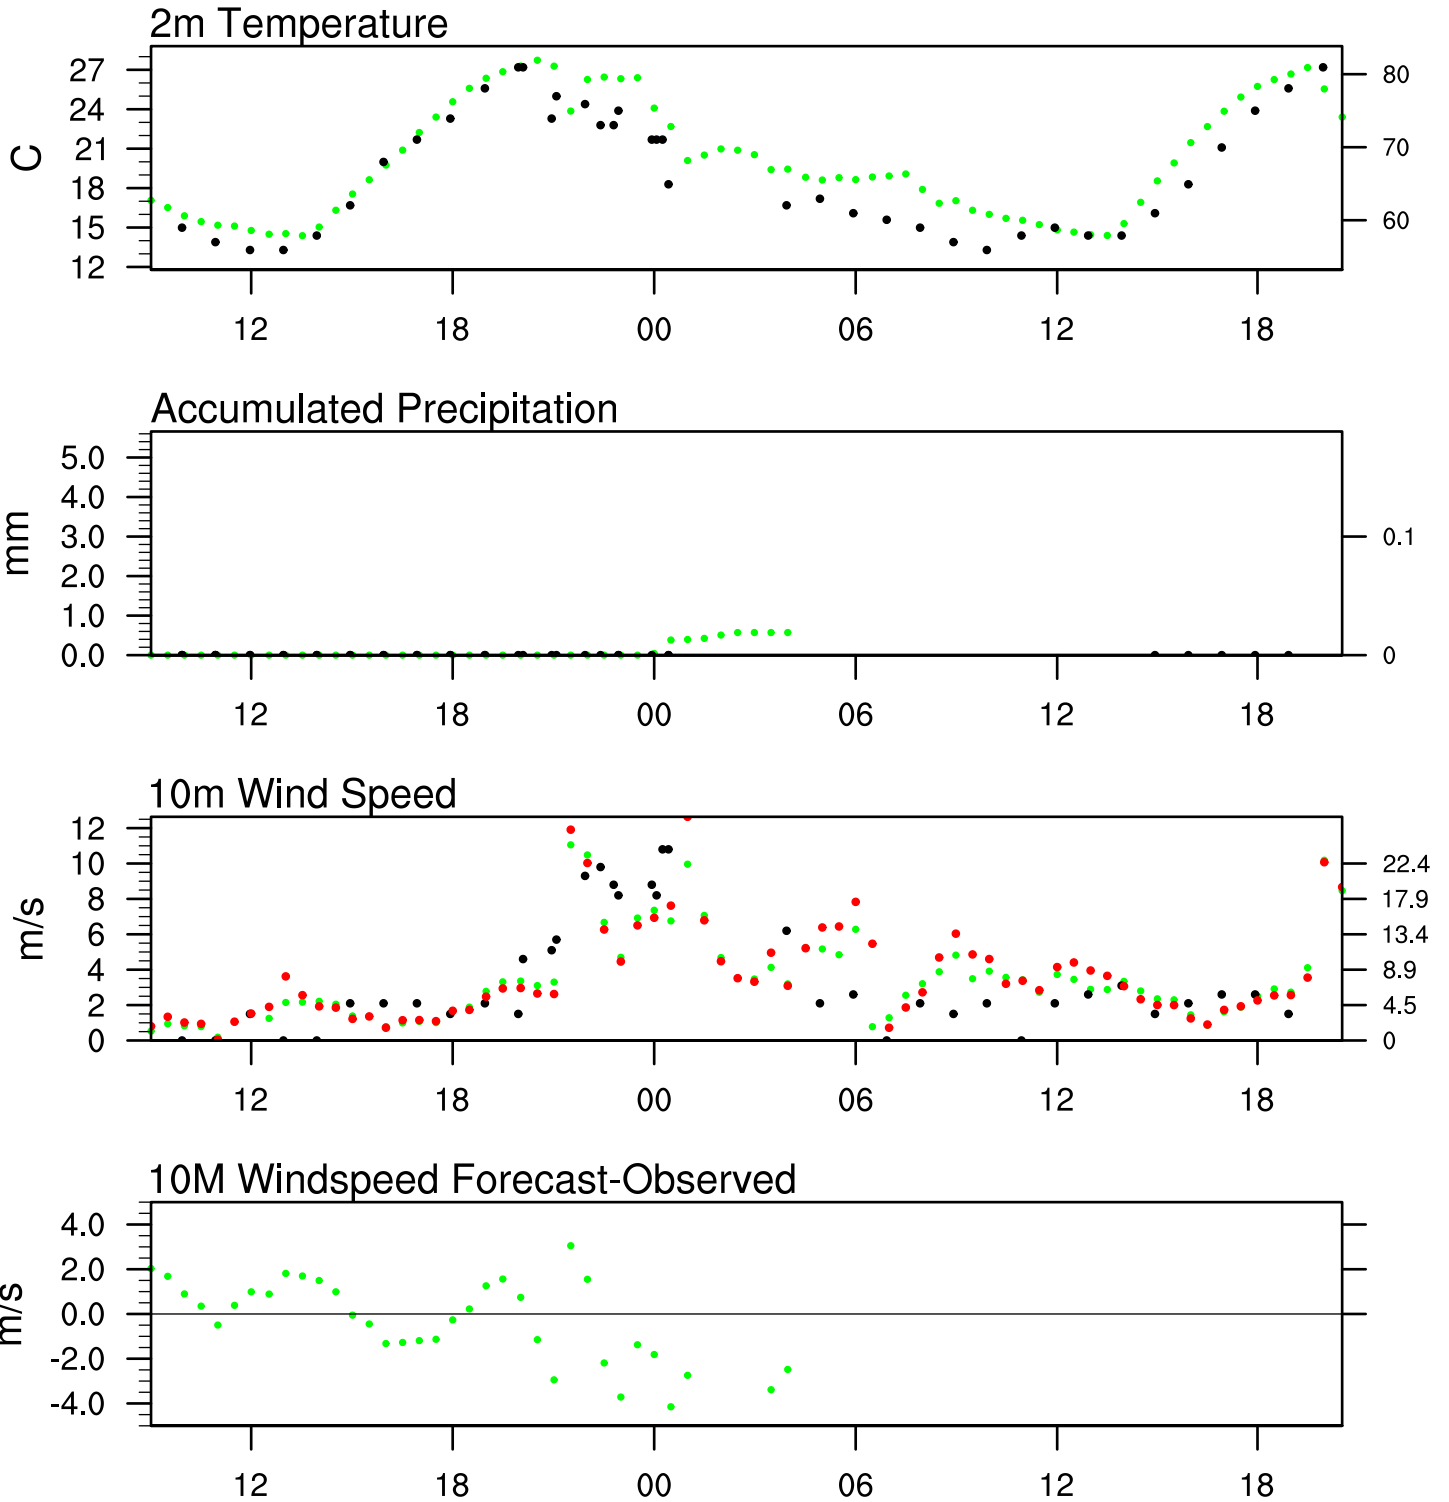 2m Temperature
27
24
21
18
15
12
C
80
70
60
12 18 00 06 12 18
Accumulated Precipitation
5.0
4.0
3.0
2.0
1.0
0.0
mm
0.1
0
12 18 00 06 12 18
10m Wind Speed
12
10
8
6
4
2
0
m/s
22.4
17.9
13.4
8.9
4.5
0
12 18 00 06 12 18
10M Windspeed Forecast-Observed
4.0
2.0
0.0
-2.0
-4.0
m/s
12 18 00 06 12 18